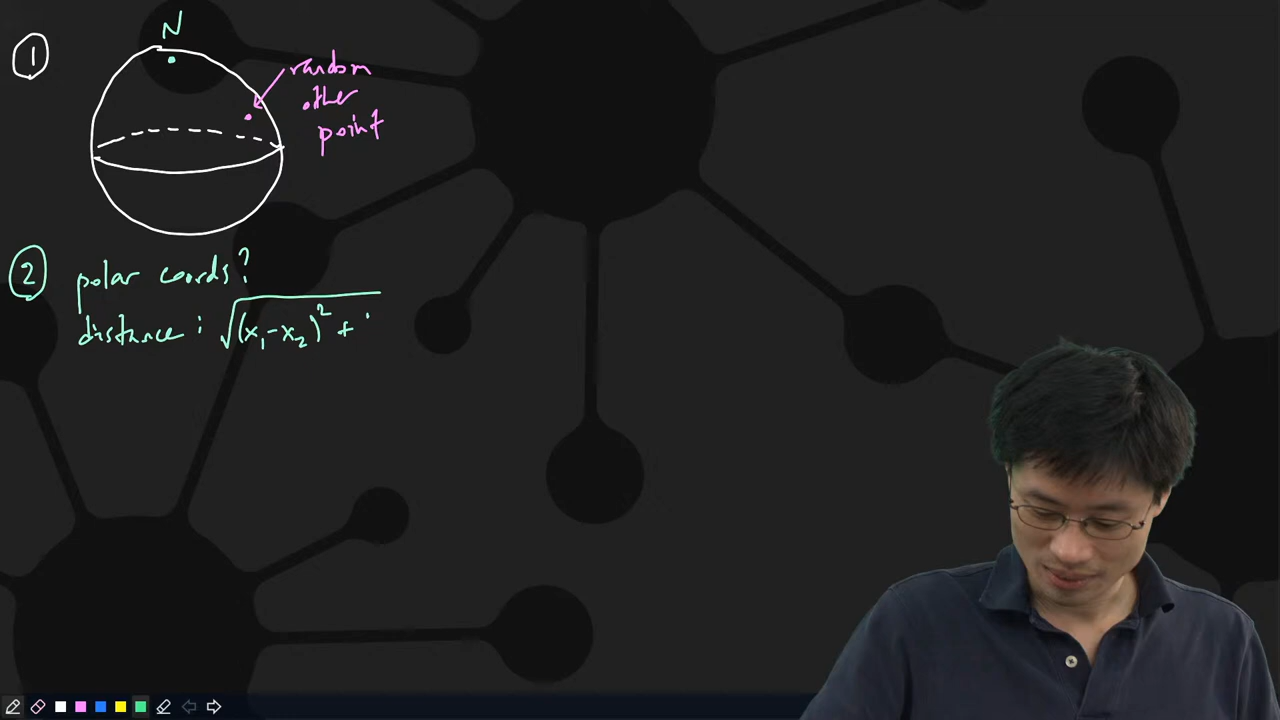 ① N
random
other
point
② polar coords?
distance: √(x₁-x₂)² +